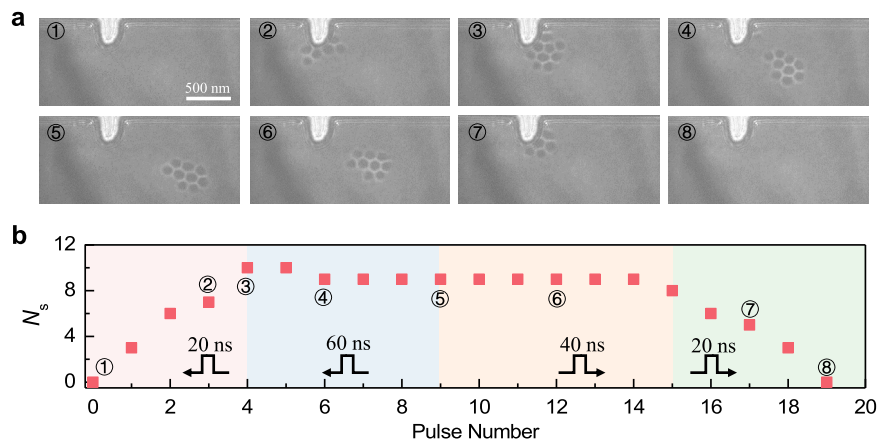 a
① ② ③ ④
500 nm
⑤ ⑥ ⑦ ⑧
b
12
8
4
0
Nₛ
① ② ③ ④ ⑤ ⑥ ⑦ ⑧
20 ns 60 ns 40 ns 20 ns
0 2 4 6 8 10 12 14 16 18 20
Pulse Number